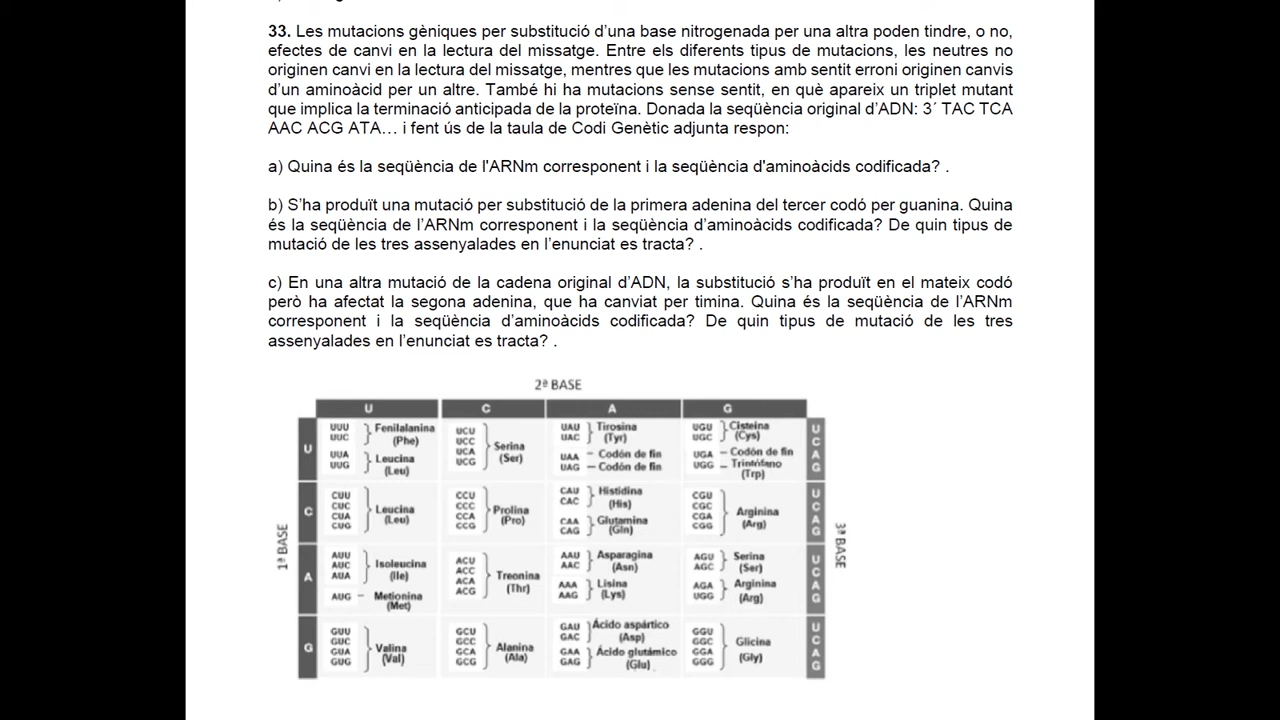 33. Les mutacions gèniques per substitució d’una base nitrogenada per una altra poden tindre, o no,
efectes de canvi en la lectura del missatge. Entre els diferents tipus de mutacions, les neutres no
originen canvi en la lectura del missatge, mentres que les mutacions amb sentit erroni originen canvis
d’un aminoàcid per un altre. També hi ha mutacions sense sentit, en què apareix un triplet mutant
que implica la terminació anticipada de la proteïna. Donada la seqüència original d’ADN: 3´ TAC TCA
AAC ACG ATA... i fent ús de la taula de Codi Genètic adjunta respon:
a) Quina és la seqüència de l'ARNm corresponent i la seqüència d'aminoàcids codificada? .
b) S’ha produït una mutació per substitució de la primera adenina del tercer codó per guanina. Quina
és la seqüència de l’ARNm corresponent i la seqüència d’aminoàcids codificada? De quin tipus de
mutació de les tres assenyalades en l’enunciat es tracta? .
c) En una altra mutació de la cadena original d’ADN, la substitució s’ha produït en el mateix codó
però ha afectat la segona adenina, que ha canviat per timina. Quina és la seqüència de l’ARNm
corresponent i la seqüència d’aminoàcids codificada? De quin tipus de mutació de les tres
assenyalades en l’enunciat es tracta? .
2ª BASE
U C A G
1ª BASE
3ª BASE
U
UUU UUC Fenilalanina (Phe)
UUA UUG Leucina (Leu)
UCU UCC UCA UCG Serina (Ser)
UAU UAC Tirosina (Tyr)
UAA – Codón de fin
UAG – Codón de fin
UGU UGC Cisteína (Cys)
UGA – Codón de fin
UGG – Trintófano (Trp)
U C A G
C
CUU CUC CUA CUG Leucina (Leu)
CCU CCC CCA CCG Prolina (Pro)
CAU CAC Histidina (His)
CAA CAG Glutamina (Gln)
CGU CGC CGA CGG Arginina (Arg)
U C A G
A
AUU AUC AUA Isoleucina (Ile)
AUG – Metionina (Met)
ACU ACC ACA ACG Treonina (Thr)
AAU AAC Asparagina (Asn)
AAA AAG Lisina (Lys)
AGU AGC Serina (Ser)
AGA UGG Arginina (Arg)
U C A G
G
GUU GUC GUA GUG Valina (Val)
GCU GCC GCA GCG Alanina (Ala)
GAU GAC Ácido aspártico (Asp)
GAA GAG Ácido glutámico (Glu)
GGU GGC GGA GGG Glicina (Gly)
U C A G